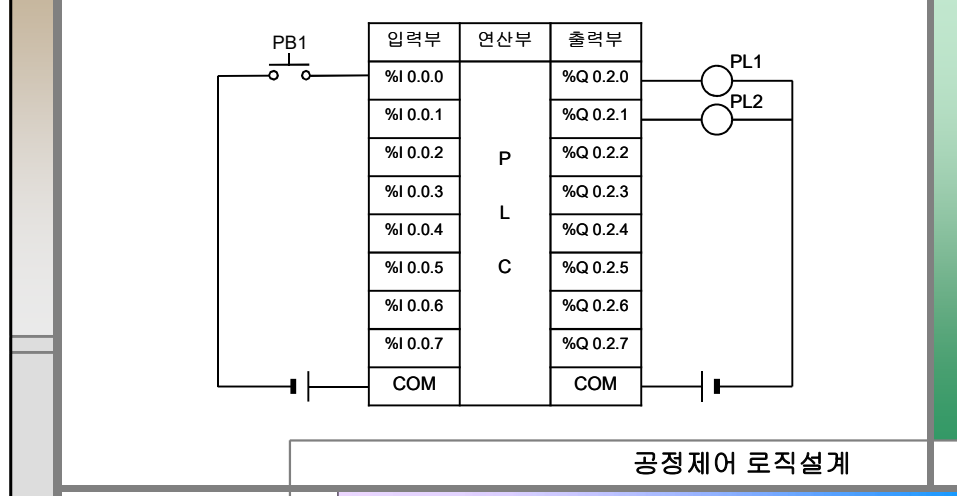 PB1
입력부 연산부 출력부
PL1
%I 0.0.0 %Q 0.2.0
PL2
%I 0.0.1 %Q 0.2.1
%I 0.0.2 P %Q 0.2.2
%I 0.0.3 %Q 0.2.3
L
%I 0.0.4 %Q 0.2.4
%I 0.0.5 C %Q 0.2.5
%I 0.0.6 %Q 0.2.6
%I 0.0.7 %Q 0.2.7
COM COM
공정제어 로직설계